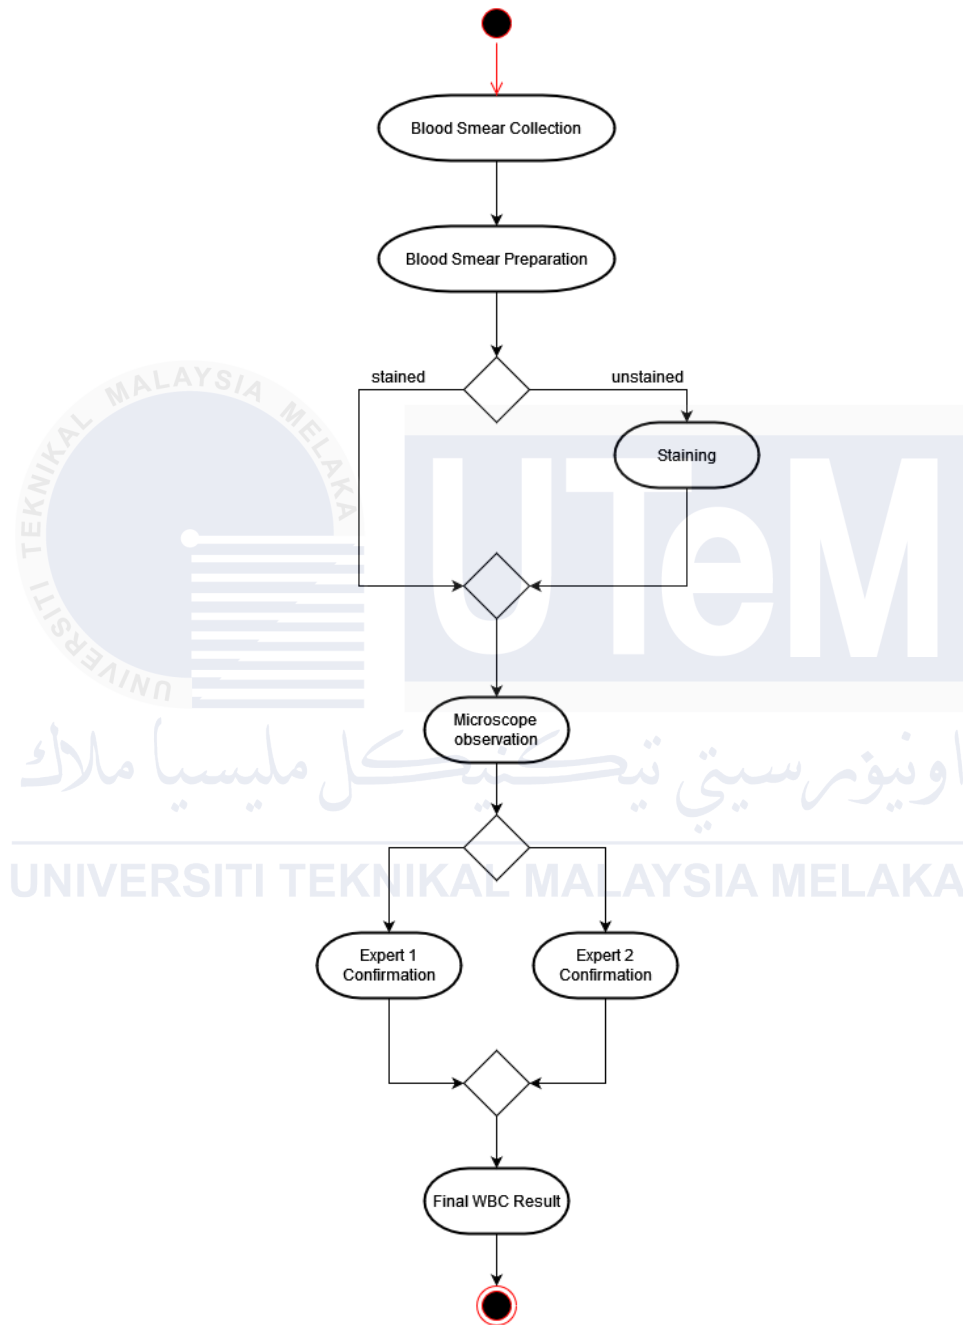 Blood Smear Collection
Blood Smear Preparation
stained
unstained
Staining
UNIVERSITI TEKNIKAL MALAYSIA MELAKA
UTeM
Microscope
observation
اونيۏرسيتي تيكنيكل مليسيا ملاك
UNIVERSITI TEKNIKAL MALAYSIA MELAKA
Expert 1
Confirmation
Expert 2
Confirmation
Final WBC Result